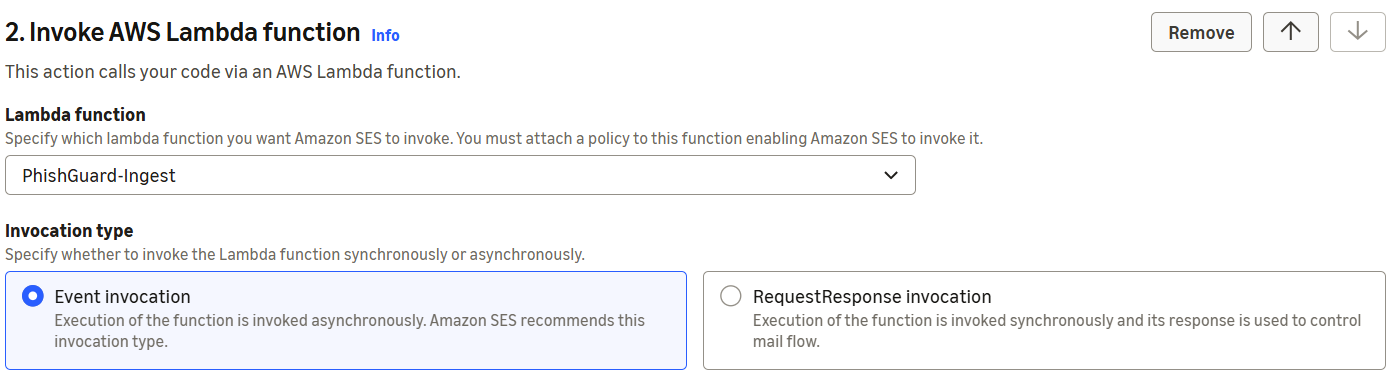 2. Invoke AWS Lambda function Info
Remove
This action calls your code via an AWS Lambda function.
Lambda function
Specify which lambda function you want Amazon SES to invoke. You must attach a policy to this function enabling Amazon SES to invoke it.
PhishGuard-Ingest
Invocation type
Specify whether to invoke the Lambda function synchronously or asynchronously.
Event invocation
Execution of the function is invoked asynchronously. Amazon SES recommends this
invocation type.
RequestResponse invocation
Execution of the function is invoked synchronously and its response is used to control
mail flow.